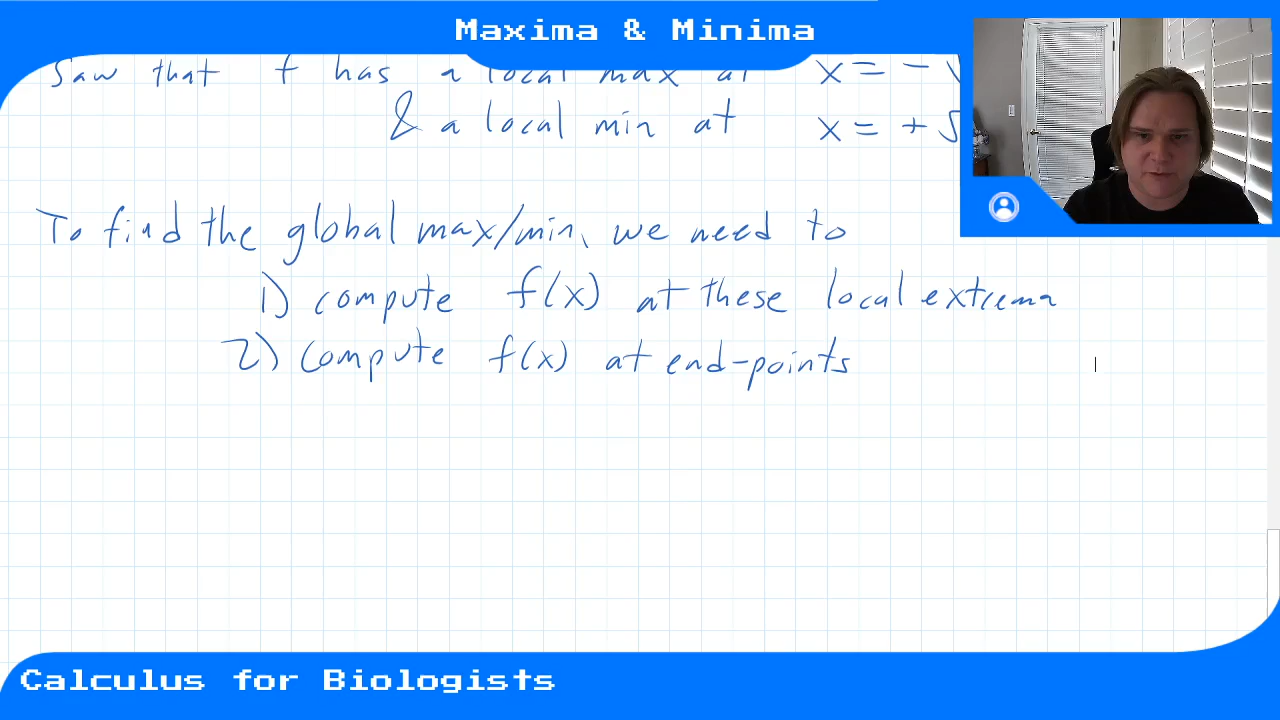 Maxima & Minima
Saw that f has a local max at x = -
& a local min at x = +
To find the global max/min, we need to
1) compute f(x) at these local extrema
2) compute f(x) at end-points
Calculus for Biologists